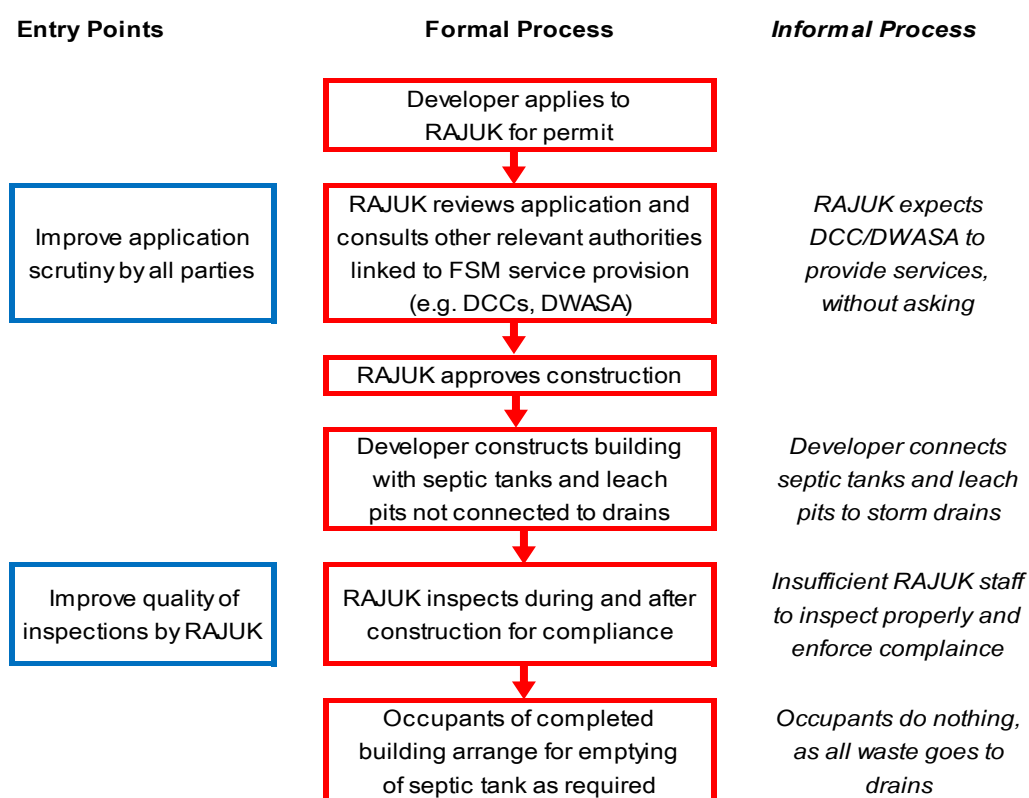 Entry Points
Formal Process
Informal Process
Developer applies to
RAJUK for permit
Improve application
scrutiny by all parties
RAJUK reviews application and
consults other relevant authorities
linked to FSM service provision
(e.g. DCCs, DWASA)
RAJUK expects
DCC/DWASA to
provide services,
without asking
RAJUK approves construction
Developer constructs building
with septic tanks and leach
pits not connected to drains
Developer connects
septic tanks and leach
pits to storm drains
Improve quality of
inspections by RAJUK
RAJUK inspects during and after
construction for compliance
Insufficient RAJUK staff
to inspect properly and
enforce complaince
Occupants of completed
building arrange for emptying
of septic tank as required
Occupants do nothing,
as all waste goes to
drains